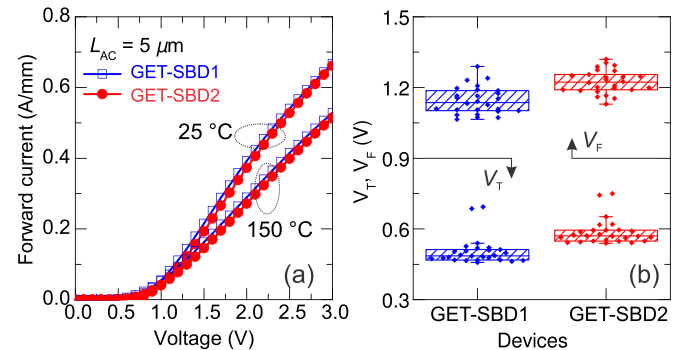 L_AC = 5 μm
GET-SBD1
GET-SBD2
25 °C
150 °C
(a)
Forward current (A/mm)
0.8
0.6
0.4
0.2
0.0
0.0 0.5 1.0 1.5 2.0 2.5 3.0
Voltage (V)
V_T, V_F (V)
1.5
1.2
0.9
0.6
0.3
V_F
V_T
(b)
GET-SBD1 GET-SBD2
Devices